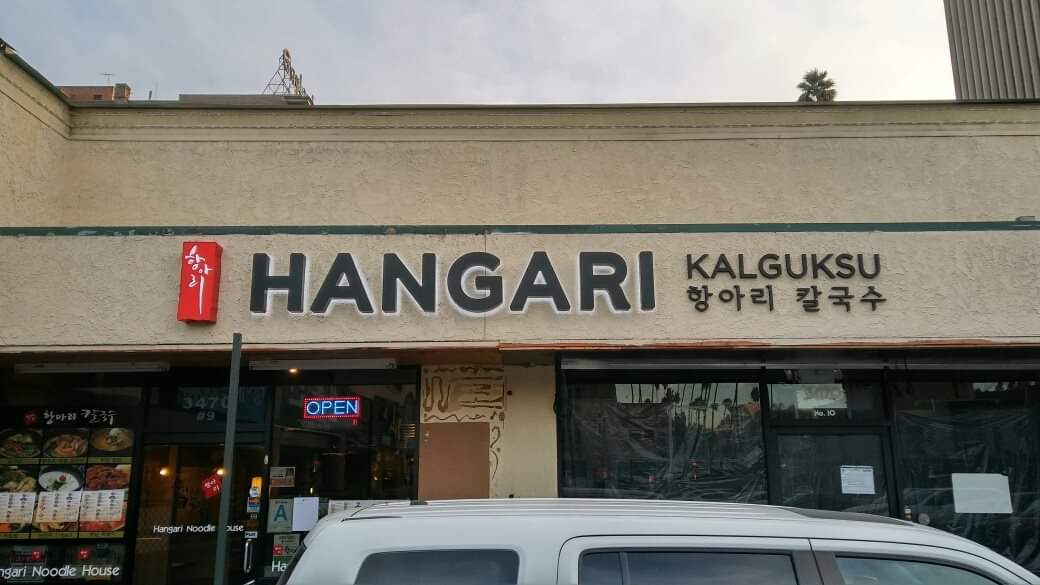 항아리
HANGARI
KALGUKSU
항아리 칼국수
3470
#9
OPEN
No. 10
항아리 칼국수
A
Hangari Noodle House
Hangari Noodle House